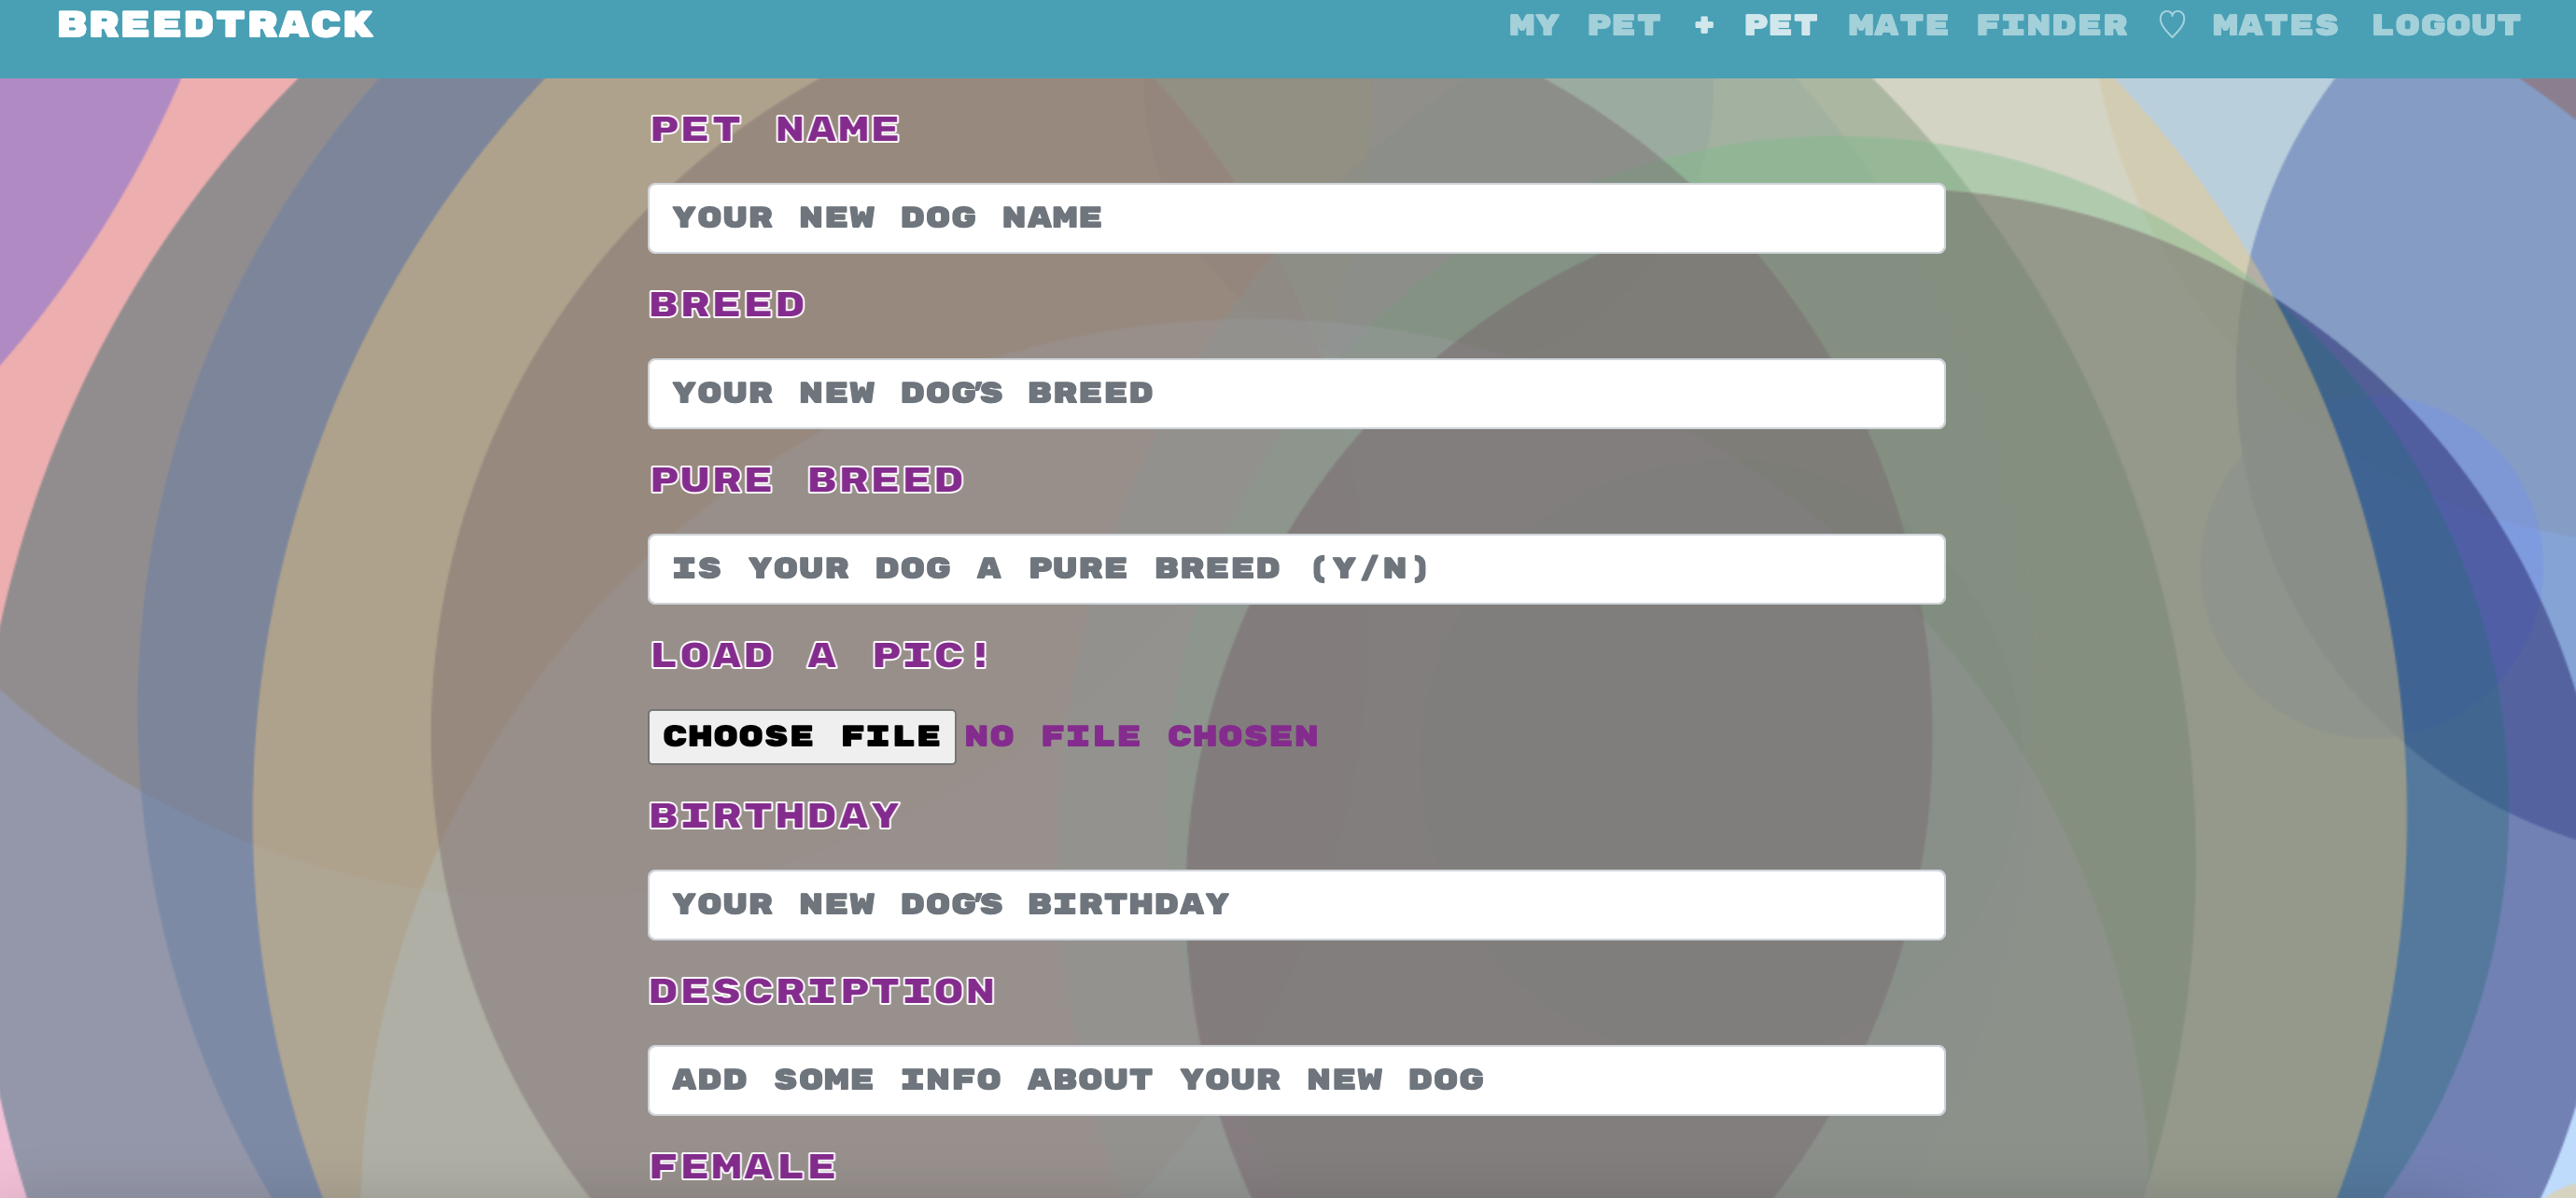 BREEDTRACK MY PET + PET MATE FINDER ♡ MATES LOGOUT
PET NAME
YOUR NEW DOG NAME
BREED
YOUR NEW DOG'S BREED
PURE BREED
IS YOUR DOG A PURE BREED (Y/N)
LOAD A PIC!
CHOOSE FILE NO FILE CHOSEN
BIRTHDAY
YOUR NEW DOG'S BIRTHDAY
DESCRIPTION
ADD SOME INFO ABOUT YOUR NEW DOG
FEMALE